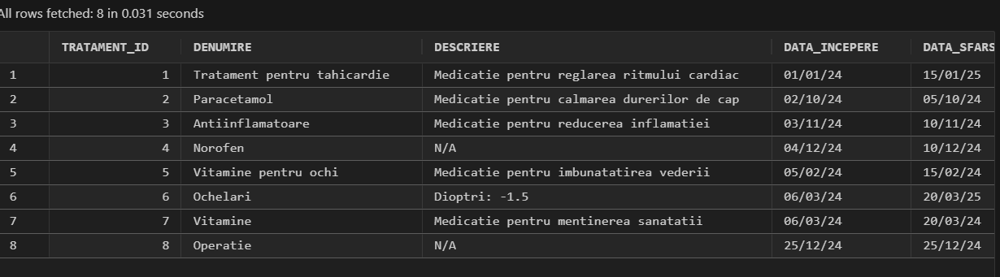 All rows fetched: 8 in 0.031 seconds
TRATAMENT_ID DENUMIRE DESCRIERE DATA_INCEPERE DATA_SFARS
1 1 Tratament pentru tahicardie Medicatie pentru reglarea ritmului cardiac 01/01/24 15/01/25
2 2 Paracetamol Medicatie pentru calmarea durerilor de cap 02/10/24 05/10/24
3 3 Antiinflamatoare Medicatie pentru reducerea inflamatiei 03/11/24 10/11/24
4 4 Norofen N/A 04/12/24 10/12/24
5 5 Vitamine pentru ochi Medicatie pentru imbunatatirea vederii 05/02/24 15/02/24
6 6 Ochelari Dioptri: -1.5 06/03/24 20/03/25
7 7 Vitamine Medicatie pentru mentinerea sanatatii 06/03/24 20/03/24
8 8 Operatie N/A 25/12/24 25/12/24